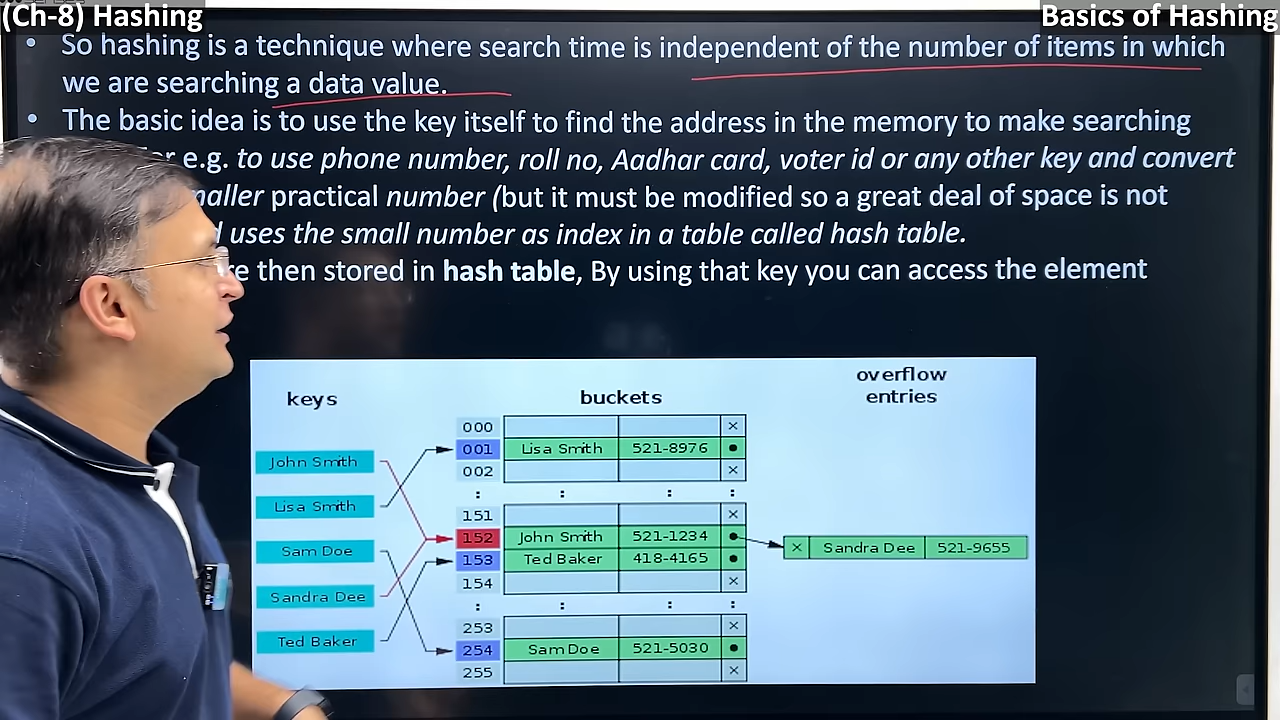 (Ch-8) Hashing
Basics of Hashing
• So hashing is a technique where search time is independent of the number of items in which
we are searching a data value.
• The basic idea is to use the key itself to find the address in the memory to make searching
e.g. to use phone number, roll no, Aadhar card, voter id or any other key and convert
practical number (but it must be modified so a great deal of space is not
uses the small number as index in a table called hash table.
then stored in hash table, By using that key you can access the element
keys
buckets
overflow
entries
John Smith
Lisa Smith
Sam Doe
Sandra Dee
Ted Baker
000 ×
001 Lisa Smith 521-8976
002 ×
: : : :
151 ×
152 John Smith 521-1234
153 Ted Baker 418-4165
154 ×
: : : :
253 ×
254 Sam Doe 521-5030
255 ×
× Sandra Dee 521-9655